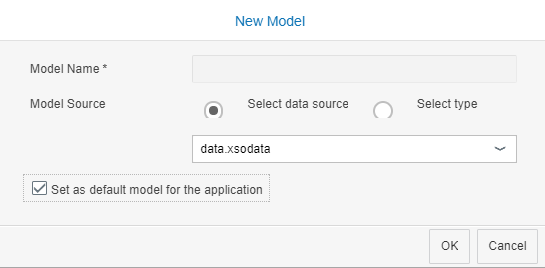 New Model
Model Name *
Model Source Select data source Select type
data.xsodata
Set as default model for the application
OK Cancel